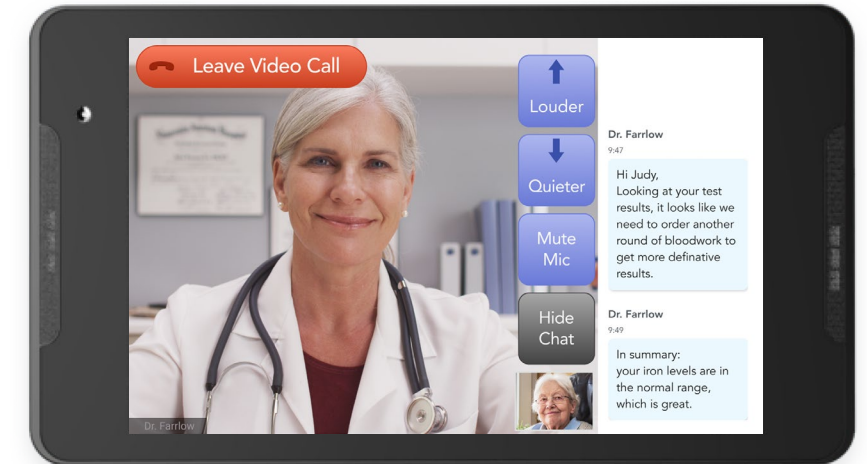 Leave Video Call
Louder
Quieter
Mute
Mic
Hide
Chat
Dr. Farrlow
Dr. Farrlow
9:47
Hi Judy,
Looking at your test
results, it looks like we
need to order another
round of bloodwork to
get more definative
results.
Dr. Farrlow
9:49
In summary:
your iron levels are in
the normal range,
which is great.